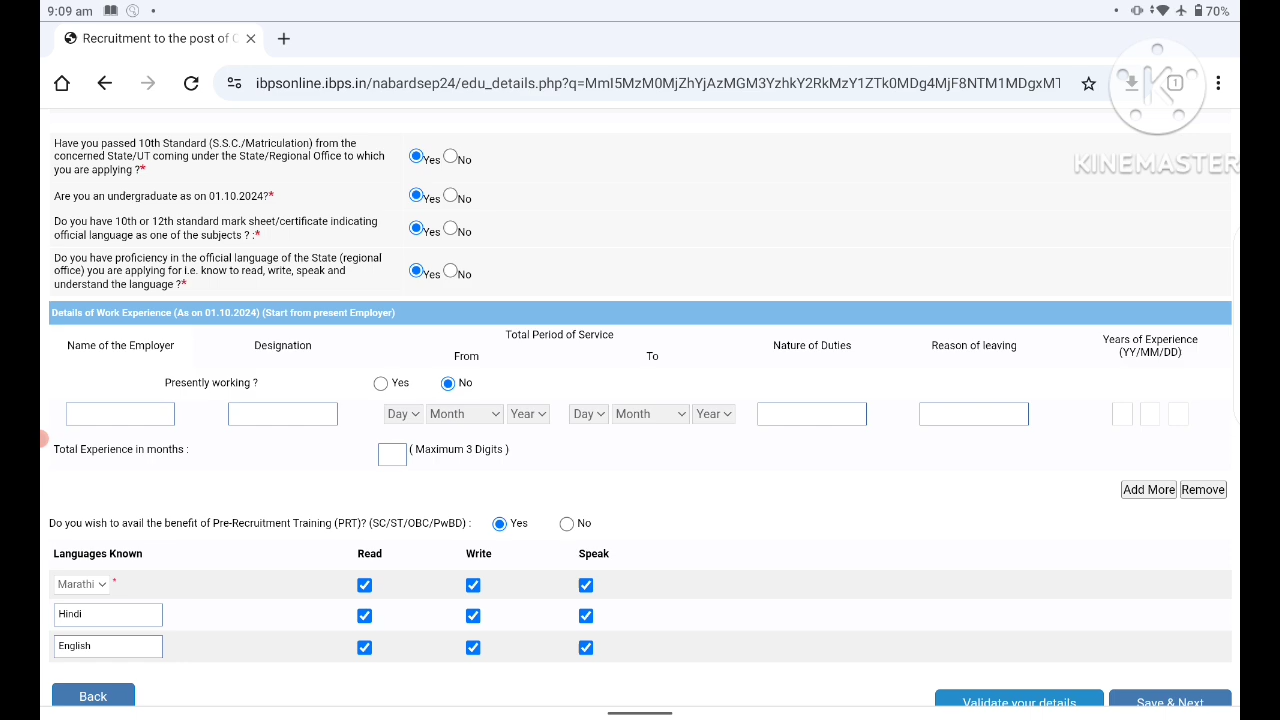 9:09 am
70%
Recruitment to the post of
ibpsonline.ibps.in/nabardsep24/edu_details.php?q=MmI5MzM0MjZhYjAzMGM3YzhkY2RkMzY1ZTk0MDg4MjF8NTM1MDgxMT
1
KINEMASTER
Have you passed 10th Standard (S.S.C./Matriculation) from the
concerned State/UT coming under the State/Regional Office to which
you are applying ?*
Yes No
Are you an undergraduate as on 01.10.2024?*
Yes No
Do you have 10th or 12th standard mark sheet/certificate indicating
official language as one of the subjects ? :*
Yes No
Do you have proficiency in the official language of the State (regional
office) you are applying for i.e. know to read, write, speak and
understand the language ?*
Yes No
Details of Work Experience (As on 01.10.2024) (Start from present Employer)
Name of the Employer Designation Total Period of Service Nature of Duties Reason of leaving Years of Experience
From To (YY/MM/DD)
Presently working ? Yes No
Day Month Year Day Month Year
Total Experience in months : ( Maximum 3 Digits )
Add More Remove
Do you wish to avail the benefit of Pre-Recruitment Training (PRT)? (SC/ST/OBC/PwBD) : Yes No
Languages Known Read Write Speak
Marathi *
Hindi
English
Back Validate your details Save & Next